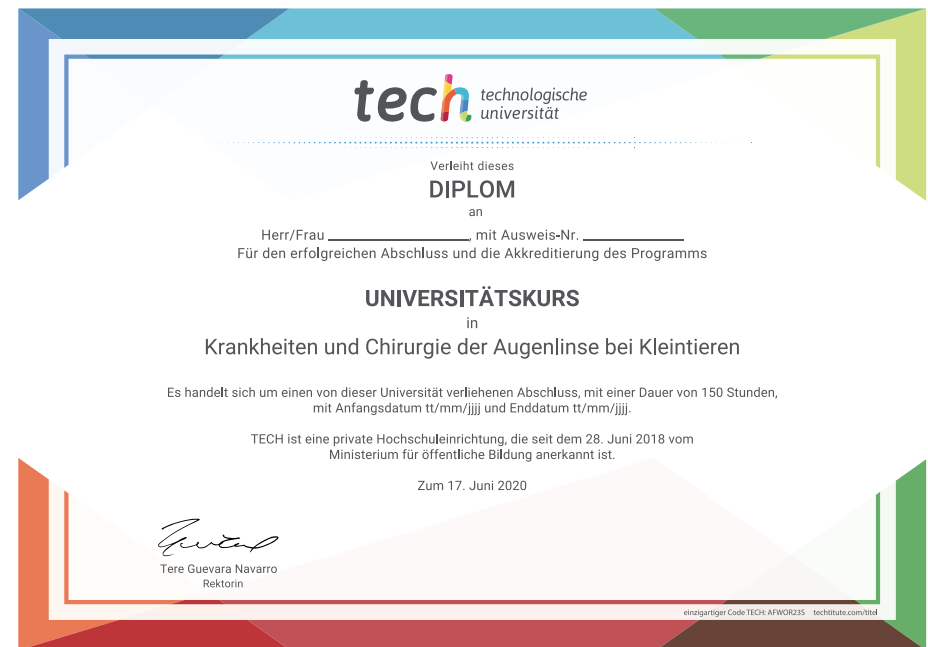 tech technologische
universität
Verleiht dieses
DIPLOM
an
Herr/Frau ____________________, mit Ausweis-Nr. ______________
Für den erfolgreichen Abschluss und die Akkreditierung des Programms
UNIVERSITÄTSKURS
in
Krankheiten und Chirurgie der Augenlinse bei Kleintieren
Es handelt sich um einen von dieser Universität verliehenen Abschluss, mit einer Dauer von 150 Stunden,
mit Anfangsdatum tt/mm/jjjj und Enddatum tt/mm/jjjj.
TECH ist eine private Hochschuleinrichtung, die seit dem 28. Juni 2018 vom
Ministerium für öffentliche Bildung anerkannt ist.
Zum 17. Juni 2020
Tere Guevara Navarro
Rektorin
einzigartiger Code TECH: AFWOR23S techtitute.com/titel